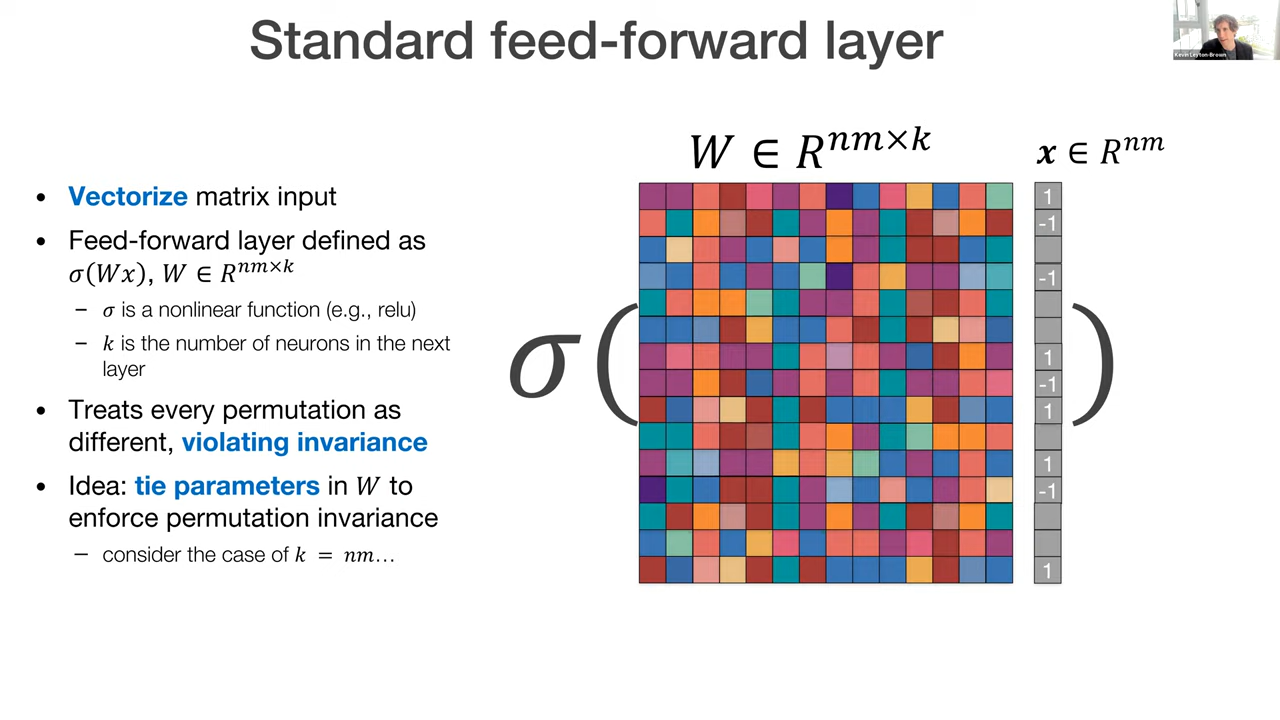 Standard feed-forward layer
Kevin Leyton-Brown
W ∈ R^{nm×k}
x ∈ R^{nm}
• Vectorize matrix input
• Feed-forward layer defined as
σ(Wx), W ∈ R^{nm×k}
– σ is a nonlinear function (e.g., relu)
– k is the number of neurons in the next
layer
• Treats every permutation as
different, violating invariance
• Idea: tie parameters in W to
enforce permutation invariance
– consider the case of k = nm…
σ( )
1
-1
-1
1
-1
1
1
-1
1